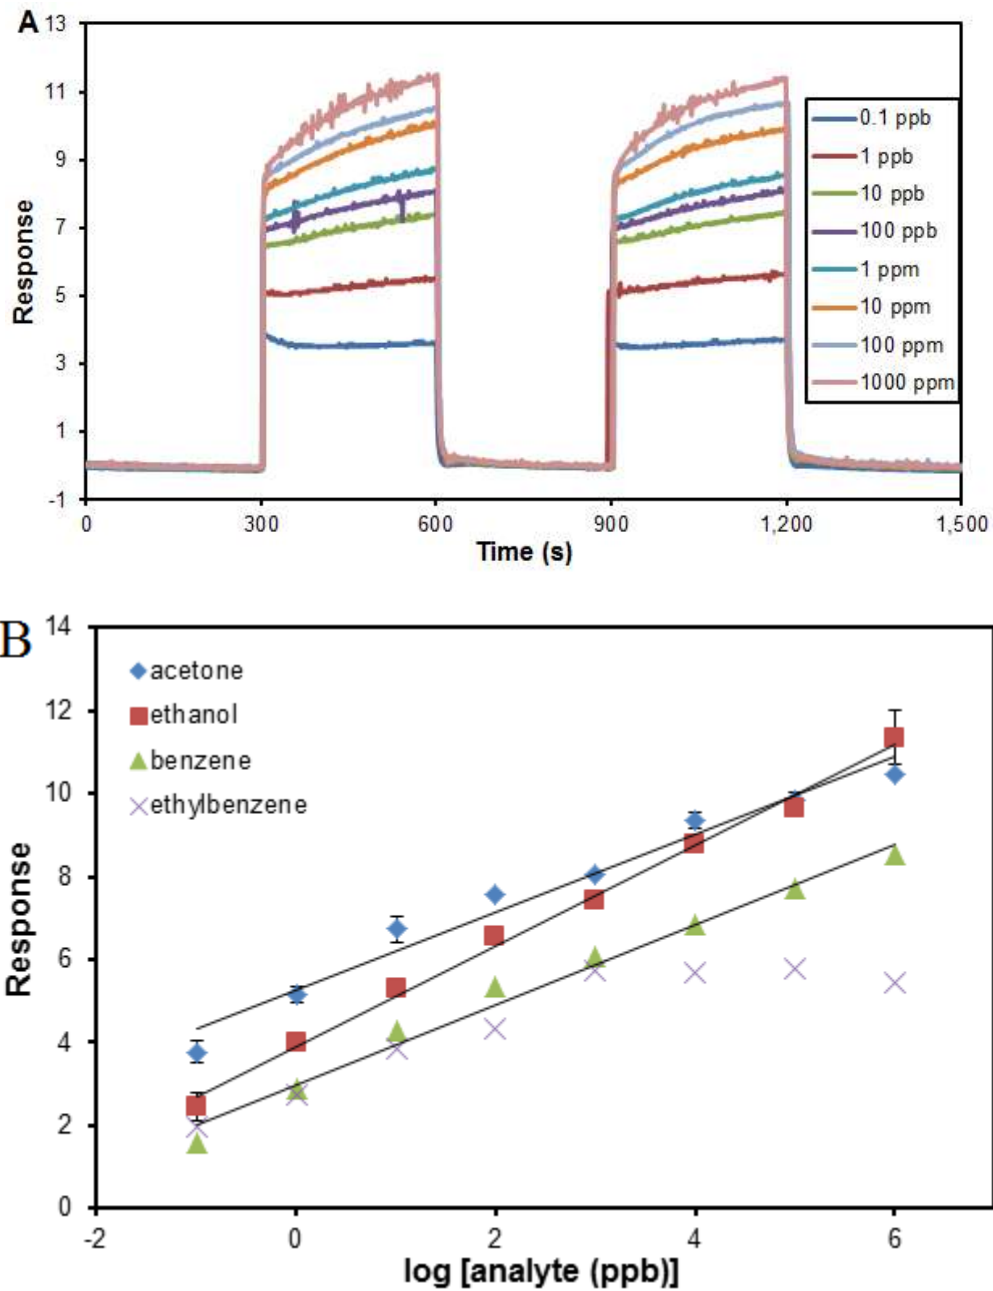 A
13
11
9
7
5
3
1
-1
Response
0.1 ppb
1 ppb
10 ppb
100 ppb
1 ppm
10 ppm
100 ppm
1000 ppm
0 300 600 900 1,200 1,500
Time (s)
B
14
12
10
8
6
4
2
0
Response
acetone
ethanol
benzene
ethylbenzene
-2 0 2 4 6
log [analyte (ppb)]